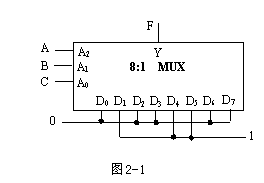 F
A A₂ Y
B A₁ 8:1 MUX
C A₀
D₀ D₁ D₂ D₃ D₄ D₅ D₆ D₇
0
1
图2-1